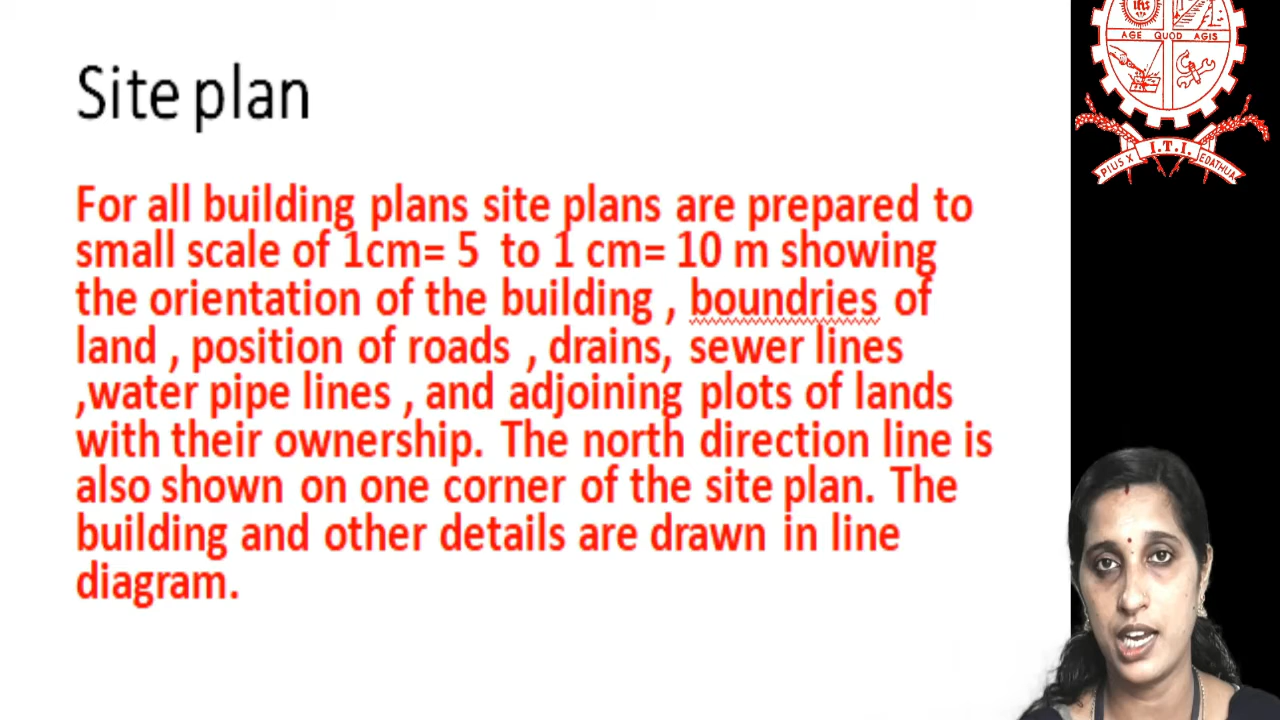 Site plan
For all building plans site plans are prepared to
small scale of 1cm= 5  to 1 cm= 10 m showing
the orientation of the building , boundries of
land , position of roads , drains, sewer lines
,water pipe lines , and adjoining plots of lands
with their ownership.  The north direction line is
also shown on one corner of the site plan. The
building and other details are drawn in line
diagram.
ihs
AGE QUOD AGIS
PIUS X I.T.I. EDATHUA